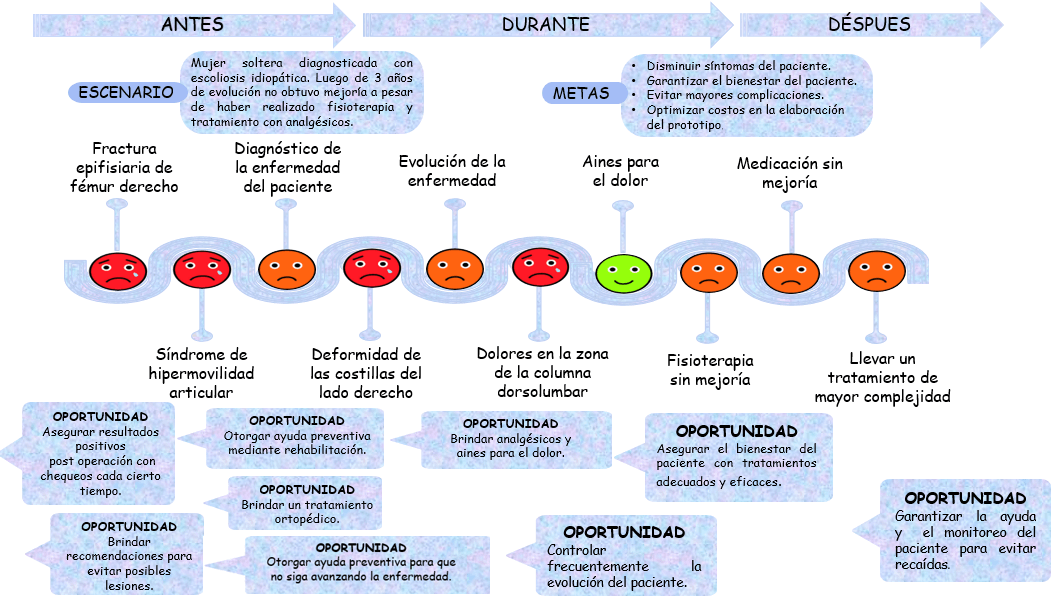 ANTES
DURANTE
DÉSPUES
ESCENARIO
Mujer soltera diagnosticada con
escoliosis idiopática. Luego de 3 años
de evolución no obtuvo mejoría a pesar
de haber realizado fisioterapia y
tratamiento con analgésicos.
METAS
• Disminuir síntomas del paciente.
• Garantizar el bienestar del paciente.
• Evitar mayores complicaciones.
• Optimizar costos en la elaboración
del prototipo.
Fractura
epifisiaria de
fémur derecho
Diagnóstico de
la enfermedad
del paciente
Evolución de la
enfermedad
Aines para
el dolor
Medicación sin
mejoría
Síndrome de
hipermovilidad
articular
Deformidad de
las costillas del
lado derecho
Dolores en la zona
de la columna
dorsolumbar
Fisioterapia
sin mejoría
Llevar un
tratamiento de
mayor complejidad
OPORTUNIDAD
Asegurar resultados
positivos
post operación con
chequeos cada cierto
tiempo.
OPORTUNIDAD
Otorgar ayuda preventiva
mediante rehabilitación.
OPORTUNIDAD
Brindar analgésicos y
aines para el dolor.
OPORTUNIDAD
Asegurar el bienestar del
paciente con tratamientos
adecuados y eficaces.
OPORTUNIDAD
Brindar un tratamiento
ortopédico.
OPORTUNIDAD
Garantizar la ayuda
y el monitoreo del
paciente para evitar
recaídas.
OPORTUNIDAD
Brindar
recomendaciones para
evitar posibles
lesiones.
OPORTUNIDAD
Otorgar ayuda preventiva para que
no siga avanzando la enfermedad.
OPORTUNIDAD
Controlar
frecuentemente la
evolución del paciente.